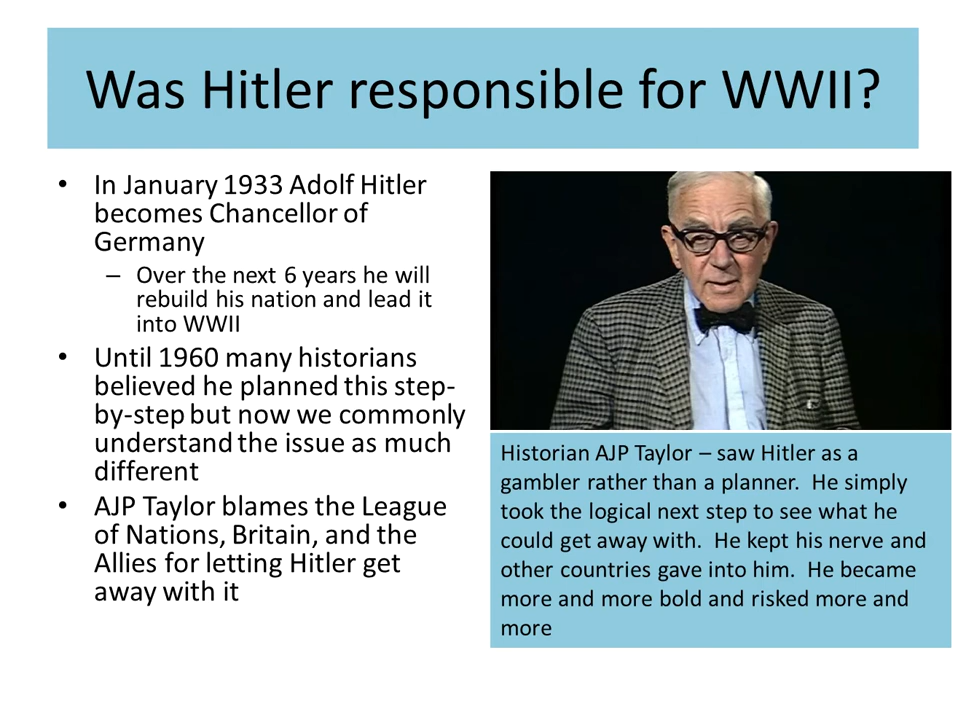 Was Hitler responsible for WWII?
• In January 1933 Adolf Hitler
becomes Chancellor of
Germany
– Over the next 6 years he will
rebuild his nation and lead it
into WWII
• Until 1960 many historians
believed he planned this step-
by-step but now we commonly
understand the issue as much
different
• AJP Taylor blames the League
of Nations, Britain, and the
Allies for letting Hitler get
away with it
Historian AJP Taylor – saw Hitler as a
gambler rather than a planner. He simply
took the logical next step to see what he
could get away with. He kept his nerve and
other countries gave into him. He became
more and more bold and risked more and
more